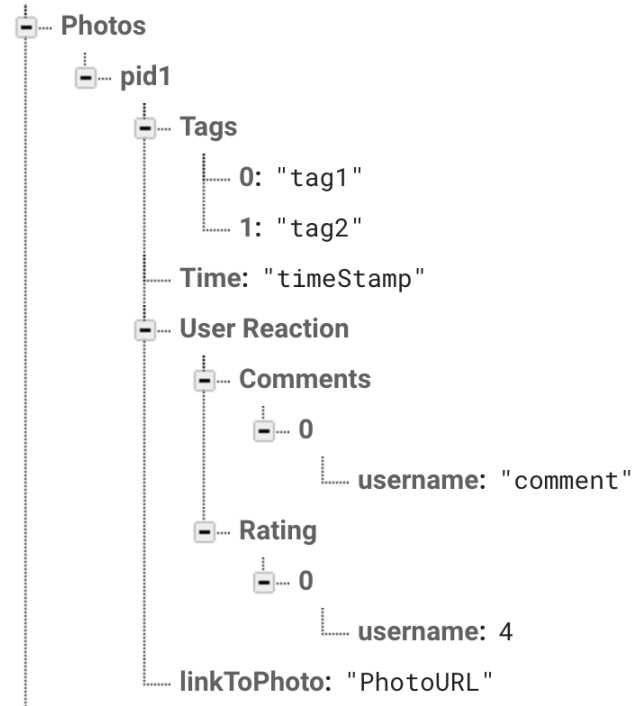 Photos
pid1
Tags
0: "tag1"
1: "tag2"
Time: "timeStamp"
User Reaction
Comments
0
username: "comment"
Rating
0
username: 4
linkToPhoto: "PhotoURL"